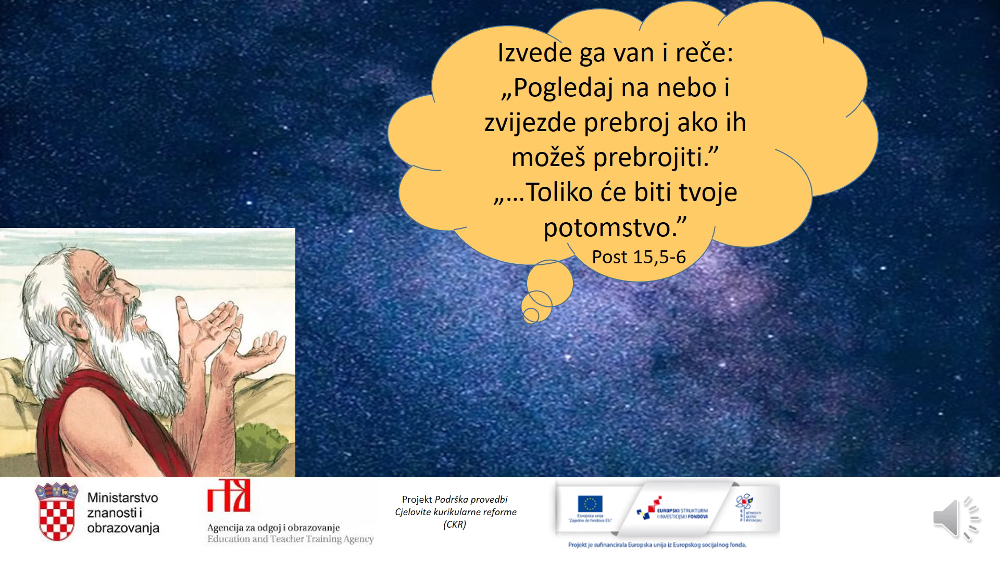 Izvede ga van i reče:
„Pogledaj na nebo i
zvijezde prebroj ako ih
možeš prebrojiti.”
„...Toliko će biti tvoje
potomstvo.”
Post 15,5-6
Ministarstvo
znanosti i
obrazovanja
Agencija za odgoj i obrazovanje
Education and Teacher Training Agency
Projekt Podrška provedbi
Cjelovite kurikularne reforme
(CKR)
Europska unija
"Zajedno do fondova EU"
EUROPSKI STRUKTURNI
I INVESTICIJSKI FONDOVI
Projekt je sufinancirala Europska unija iz Europskog socijalnog fonda.